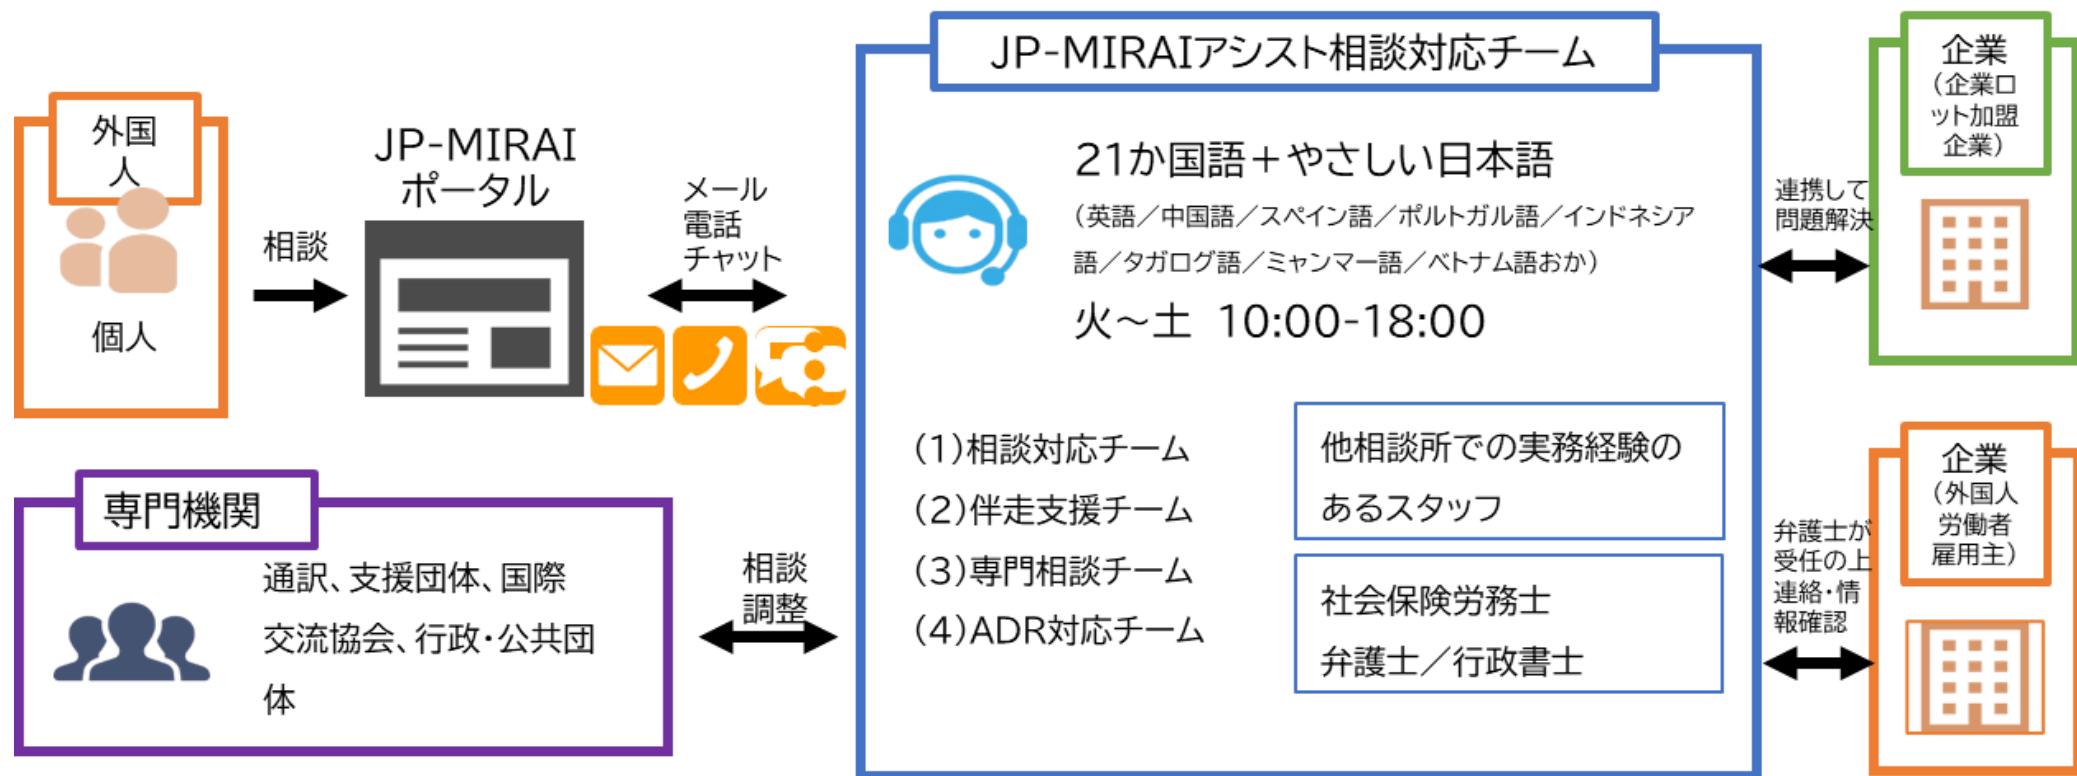 外国
人
個人
相談
JP-MIRAI
ポータル
メール
電話
チャット
JP-MIRAIアシスト相談対応チーム
21か国語+やさしい日本語
(英語/中国語/スペイン語/ポルトガル語/インドネシア
語/タガログ語/ミャンマー語/ベトナム語おか)
火~土 10:00-18:00
(1)相談対応チーム
(2)伴走支援チーム
(3)専門相談チーム
(4)ADR対応チーム
他相談所での実務経験の
あるスタッフ
社会保険労務士
弁護士/行政書士
専門機関
通訳、支援団体、国際
交流協会、行政・公共団
体
相談
調整
連携して
問題解決
企業
(企業ロ
ット加盟
企業)
弁護士が
受任の上
連絡・情
報確認
企業
(外国人
労働者
雇用主)